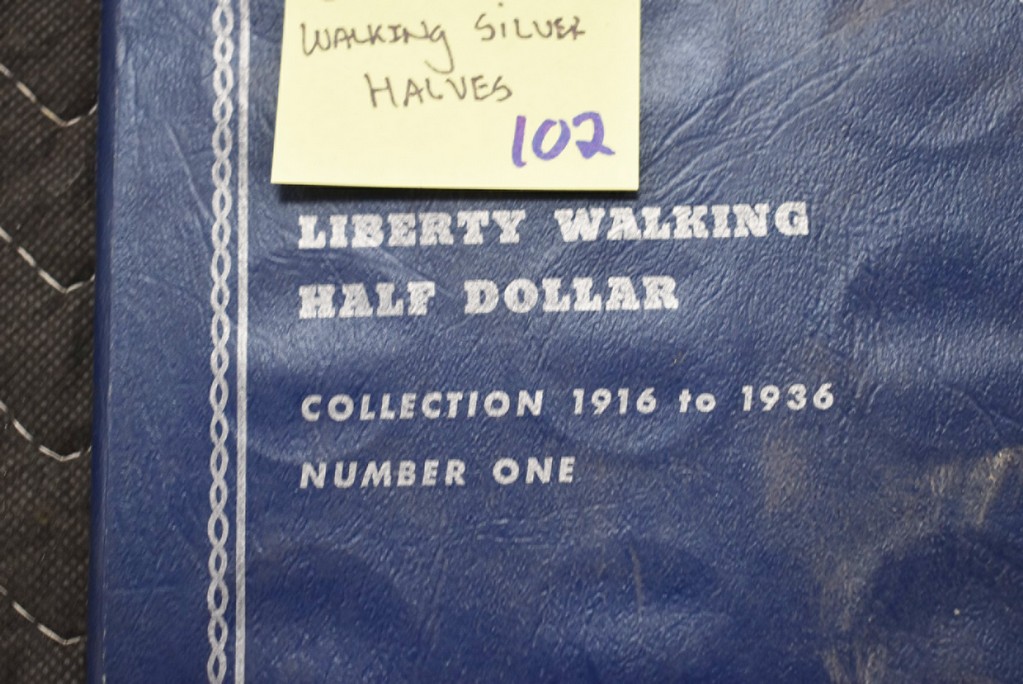 WALKING SILVER
HALVES
102
LIBERTY WALKING
HALF DOLLAR
COLLECTION 1916 to 1936
NUMBER ONE